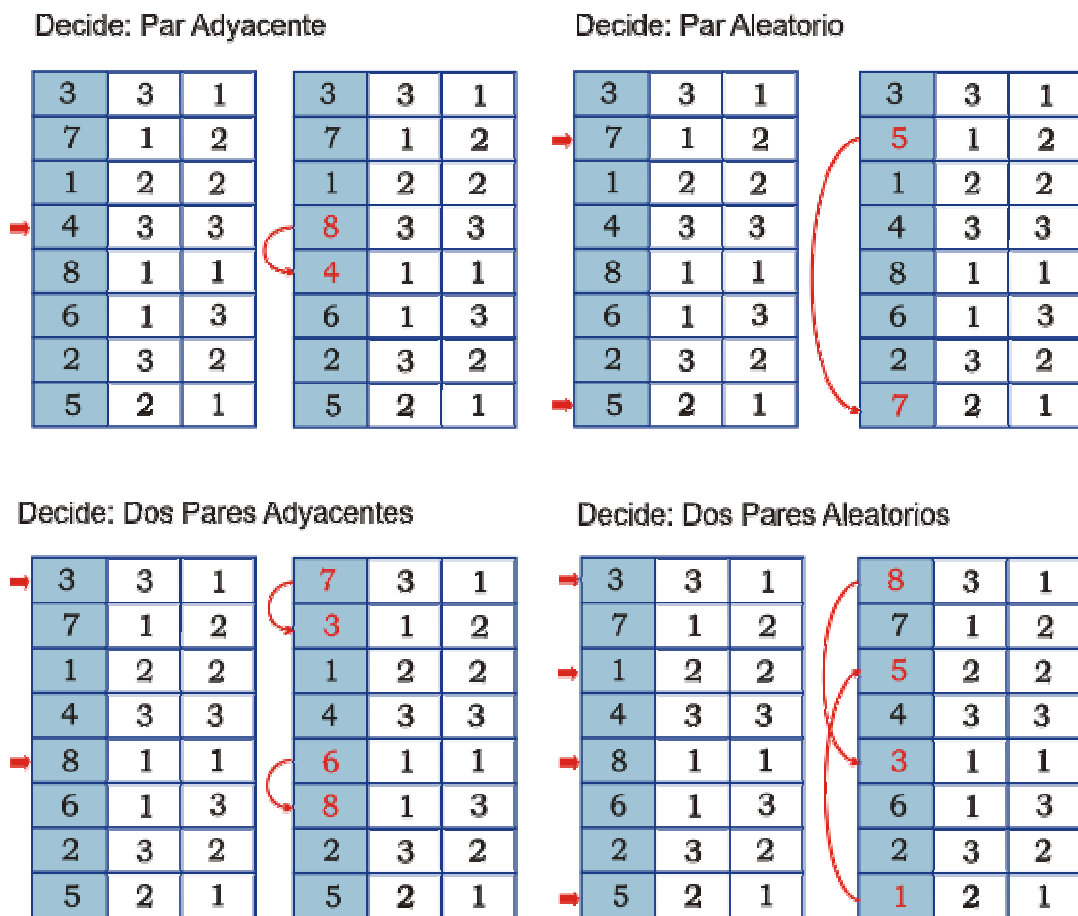 Decide: Par Adyacente
3 3 1 3 3 1
7 1 2 7 1 2
1 2 2 1 2 2
4 3 3 8 3 3
8 1 1 4 1 1
6 1 3 6 1 3
2 3 2 2 3 2
5 2 1 5 2 1
Decide: Par Aleatorio
3 3 1 3 3 1
7 1 2 5 1 2
1 2 2 1 2 2
4 3 3 4 3 3
8 1 1 8 1 1
6 1 3 6 1 3
2 3 2 2 3 2
5 2 1 7 2 1
Decide: Dos Pares Adyacentes
3 3 1 7 3 1
7 1 2 3 1 2
1 2 2 1 2 2
4 3 3 4 3 3
8 1 1 6 1 1
6 1 3 8 1 3
2 3 2 2 3 2
5 2 1 5 2 1
Decide: Dos Pares Aleatorios
3 3 1 8 3 1
7 1 2 7 1 2
1 2 2 5 2 2
4 3 3 4 3 3
8 1 1 3 1 1
6 1 3 6 1 3
2 3 2 2 3 2
5 2 1 1 2 1